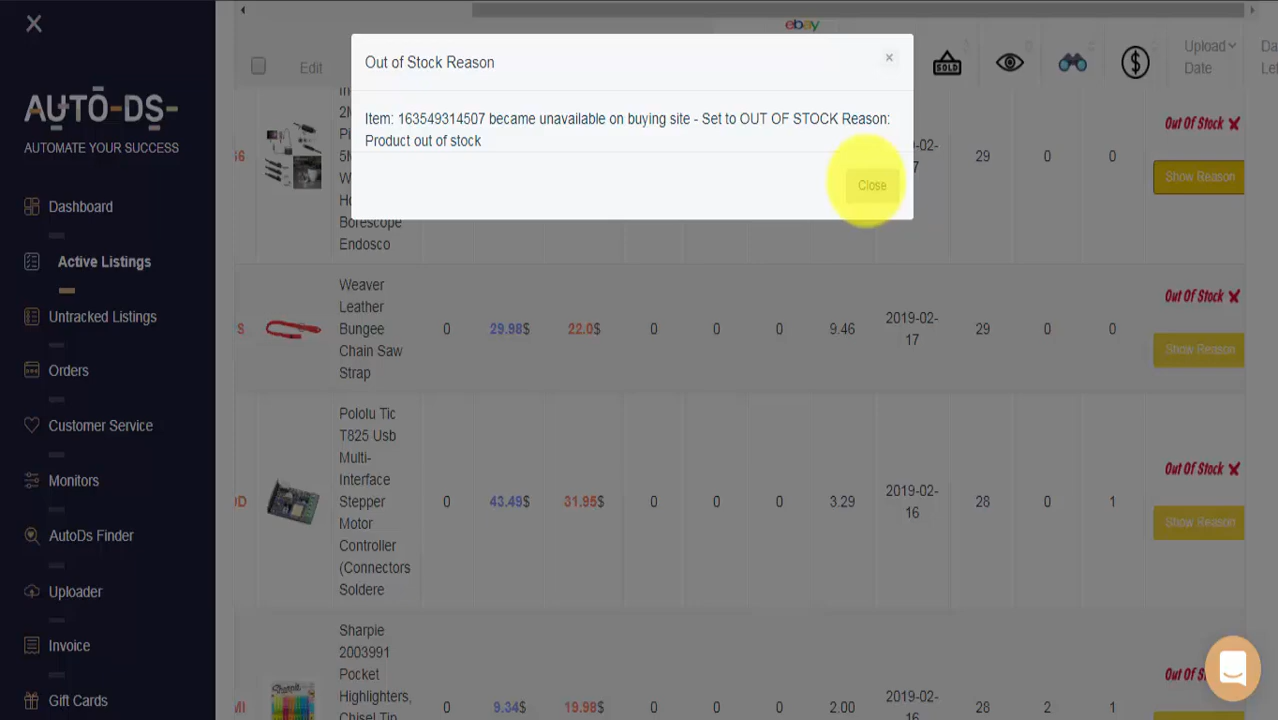 AUTO-DS-
AUTOMATE YOUR SUCCESS
Dashboard
Active Listings
Untracked Listings
Orders
Customer Service
Monitors
AutoDs Finder
Uploader
Invoice
Gift Cards
ebay
Edit
SOLD
Upload
Date
Out of Stock Reason
×
Item: 163549314507 became unavailable on buying site - Set to OUT OF STOCK Reason:
Product out of stock
Close
Borescope
Endosco
29
0
0
Out Of Stock
Show Reason
S
Weaver
Leather
Bungee
Chain Saw
Strap
0
29.98$
22.0$
0
0
9.46
2019-02-
17
29
0
0
Out Of Stock
Show Reason
Pololu Tic
T825 Usb
Multi-
Interface
Stepper
Motor
Controller
(Connectors
Soldere
0
43.49$
31.95$
0
0
3.29
2019-02-
16
28
0
1
Out Of Stock
Show Reason
Sharpie
2003991
Pocket
Highlighters,
Chisel Tip
MI
0
9.34$
19.98$
0
0
2.00
2019-02-
16
28
2
1